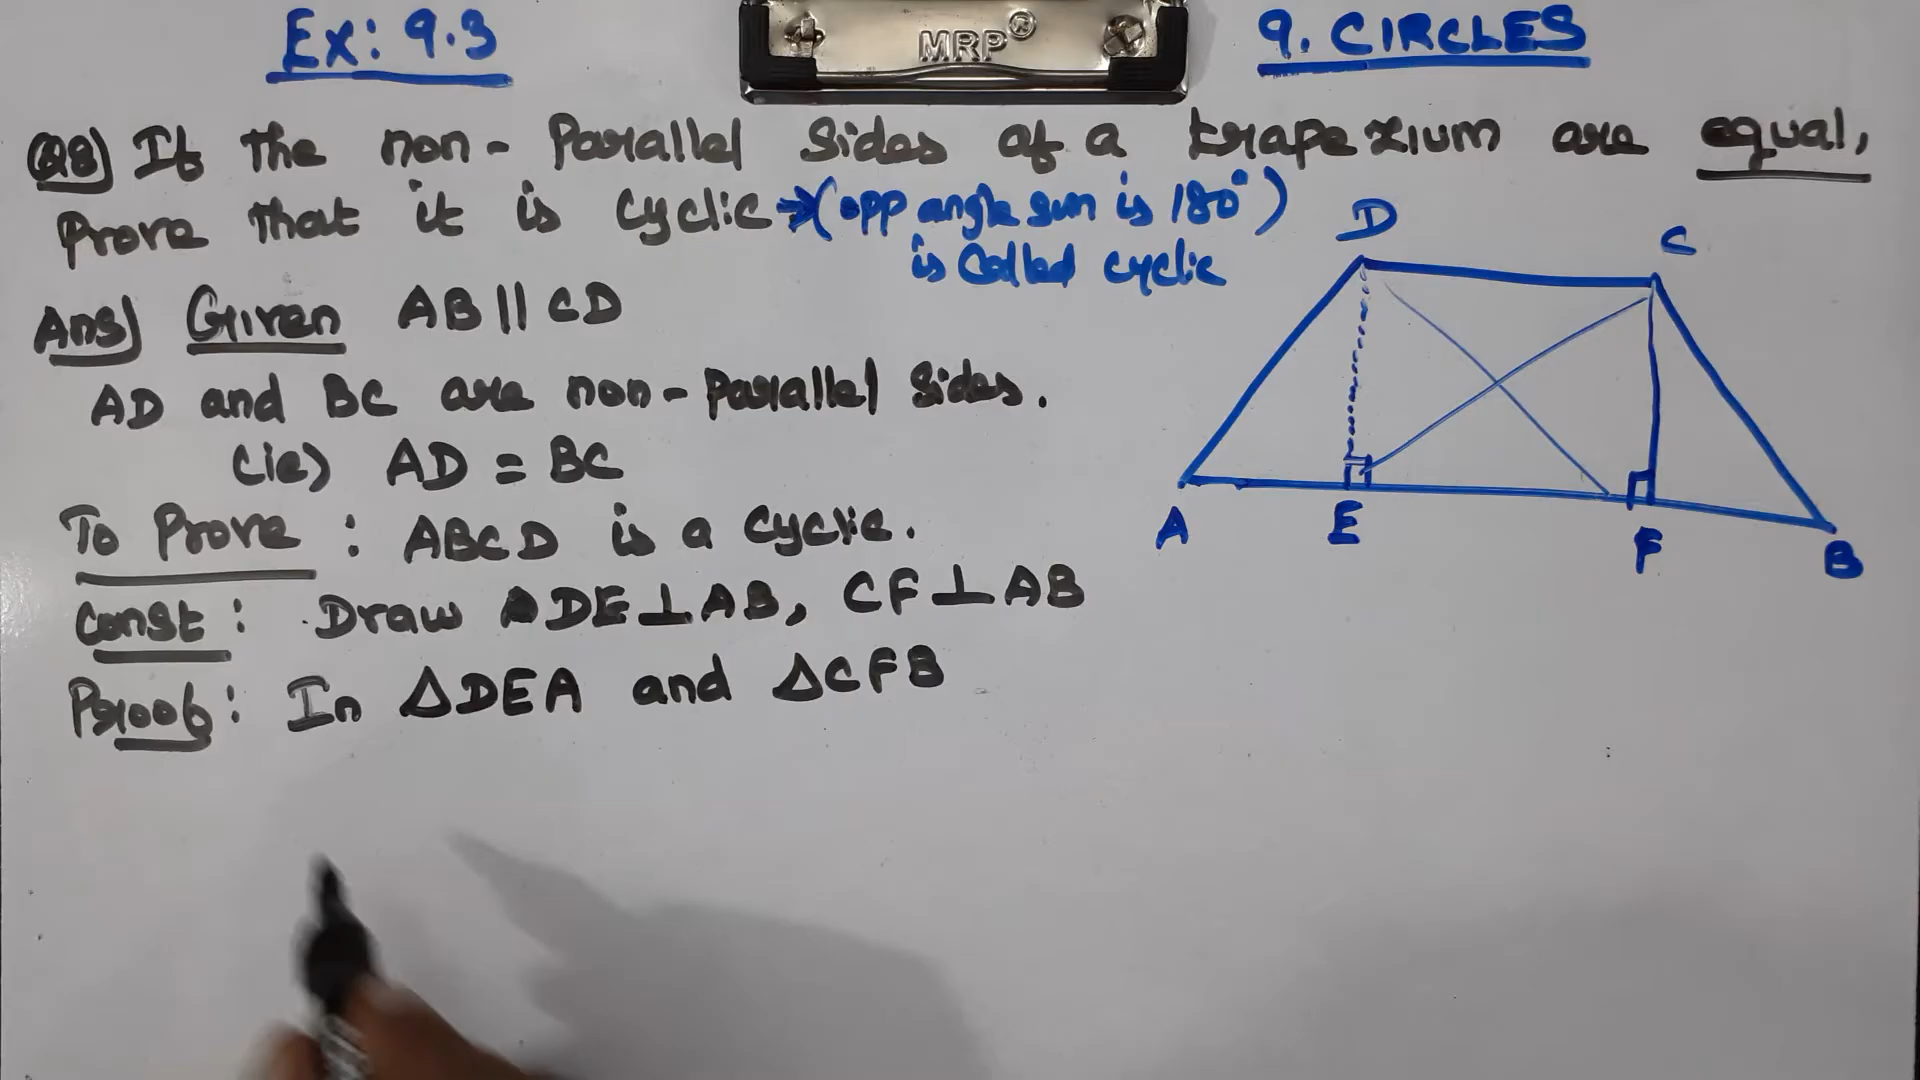 Ex: 9.3
MRP®
9. CIRCLES
Q8) If the non-Parallel Sides of a trapezium are equal,
Prove that it is cyclic → (opp angle sum is 180°)
is called cyclic
Ans) Given AB || CD
AD and BC are non-Parallel Sides.
(ie) AD = BC
To Prove : ABCD is a cyclic.
Const: Draw DE⊥AB, CF⊥AB
Proof: In ΔDEA and ΔCFB
D
C
A
E
F
B